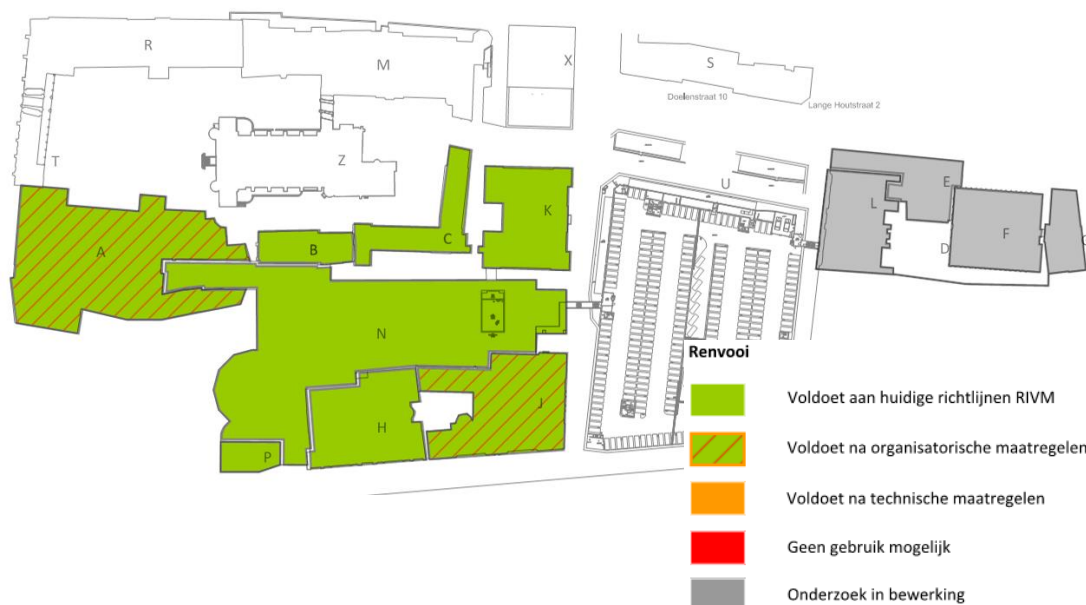 R
M
X
S
Doelenstraat 10
Lange Houtstraat 2
T
Z
U
E
L
K
A
B
C
D
F
N
J
H
P
Renvooi
Voldoet aan huidige richtlijnen RIVM
Voldoet na organisatorische maatregelen
Voldoet na technische maatregelen
Geen gebruik mogelijk
Onderzoek in bewerking